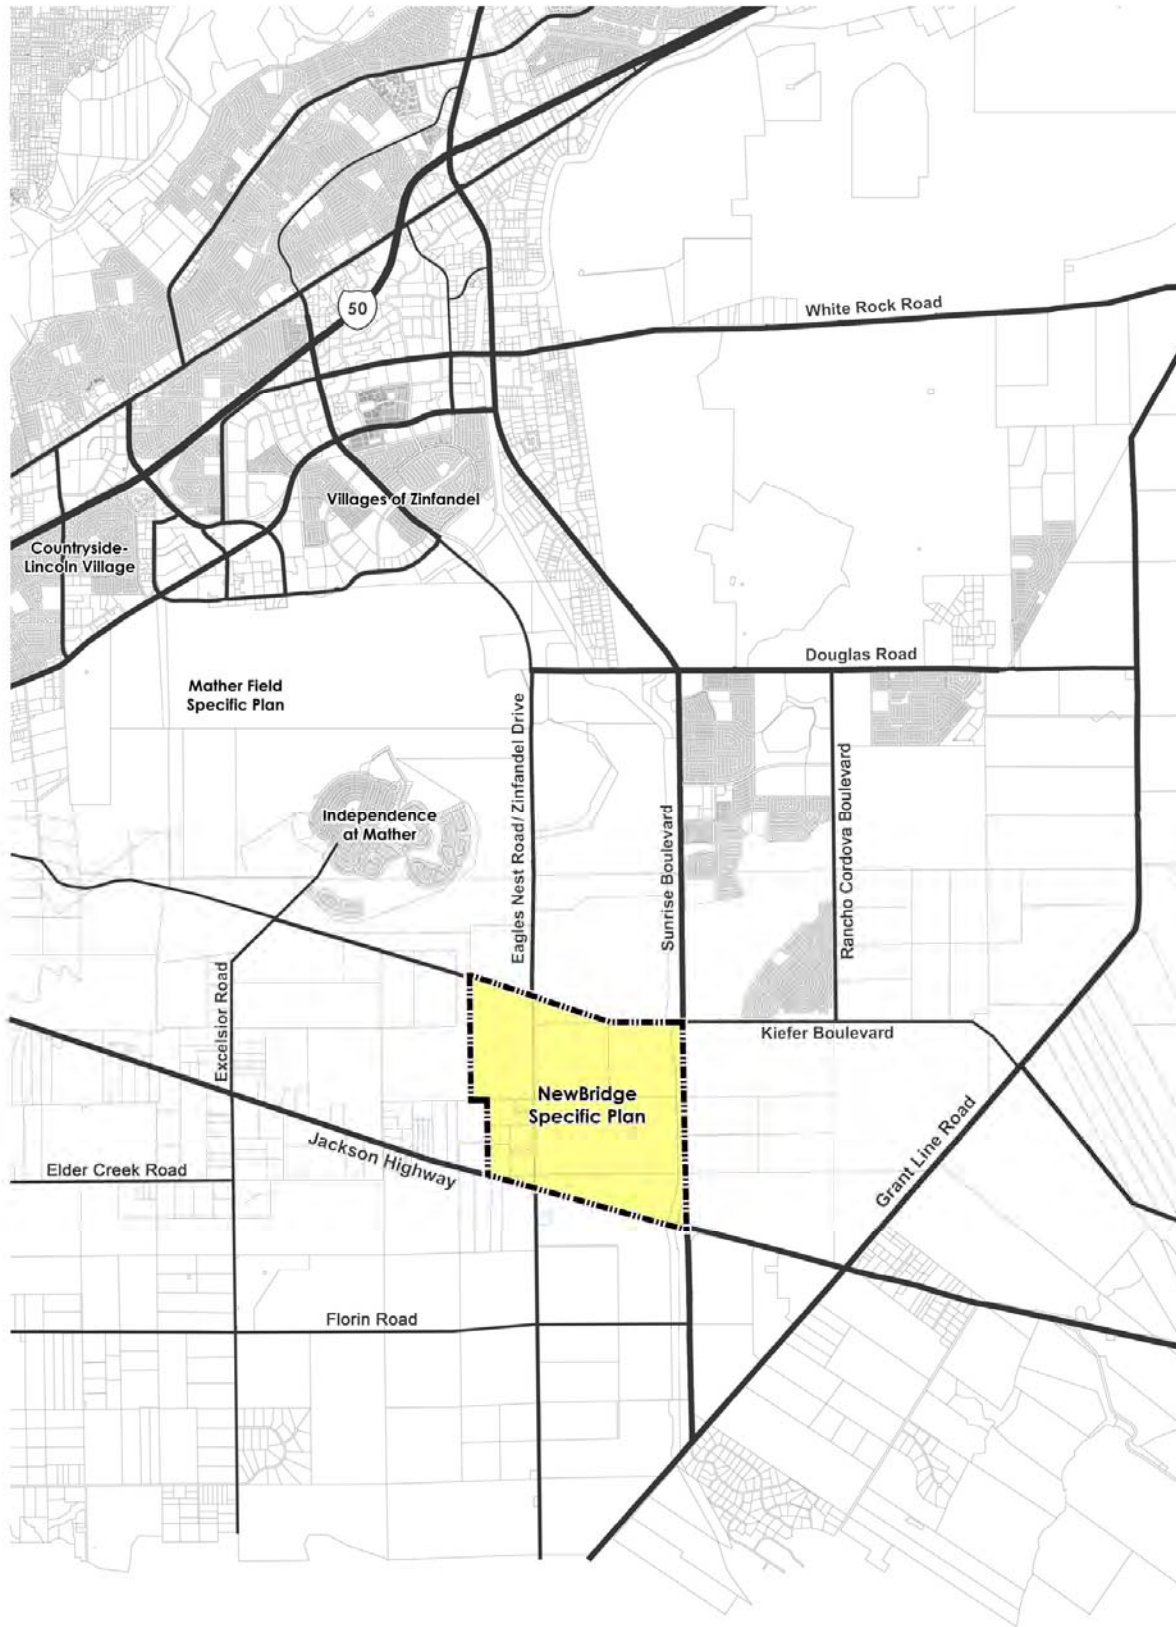 White Rock Road
50
Villages of Zinfandel
Countryside-
Lincoln Village
Douglas Road
Mather Field
Specific Plan
Eagles Nest Road/ Zinfandel Drive
Sunrise Boulevard
Rancho Cordova Boulevard
Independence
at Mather
Excelsior Road
Kiefer Boulevard
NewBridge
Specific Plan
Jackson Highway
Elder Creek Road
Grant Line Road
Florin Road